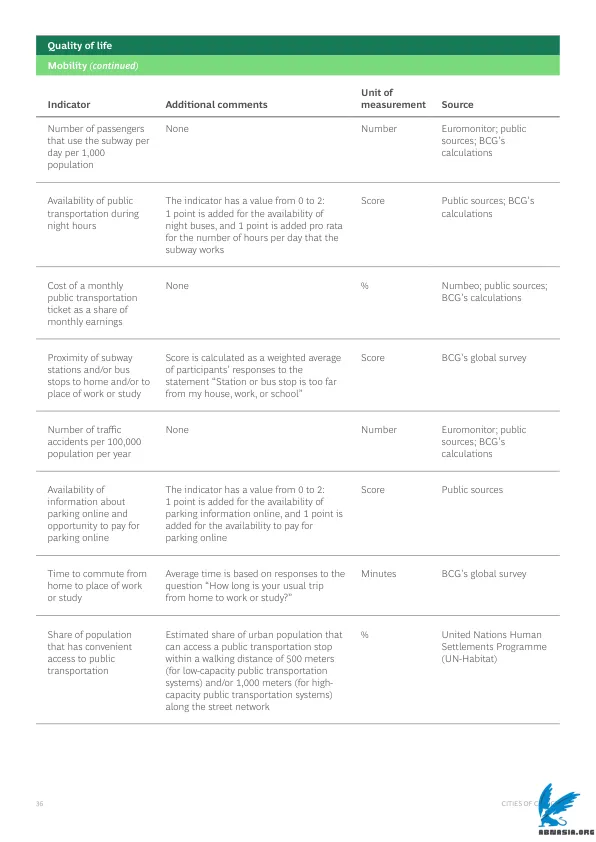 Quality of life
Mobility (continued)
Indicator
Additional comments
Unit of
measurement
Source
Number of passengers
that use the subway per
day per 1,000
population
None
Number
Euromonitor; public
sources; BCG's
calculations
Availability of public
transportation during
night hours
The indicator has a value from 0 to 2:
1 point is added for the availability of
night buses, and 1 point is added pro rata
for the number of hours per day that the
subway works
Score
Public sources; BCG's
calculations
Cost of a monthly
public transportation
ticket as a share of
monthly earnings
None
%
Numbeo; public sources;
BCG's calculations
Proximity of subway
stations and/or bus
stops to home and/or to
place of work or study
Score is calculated as a weighted average
of participants' responses to the
statement "Station or bus stop is too far
from my house, work, or school"
Score
BCG's global survey
Number of traffic
accidents per 100,000
population per year
None
Number
Euromonitor; public
sources; BCG's
calculations
Availability of
information about
parking online and
opportunity to pay for
parking online
The indicator has a value from 0 to 2:
1 point is added for the availability of
parking information online, and 1 point is
added for the availability to pay for
parking online
Score
Public sources
Time to commute from
home to place of work
or study
Average time is based on responses to the
question "How long is your usual trip
from home to work or study?"
Minutes
BCG's global survey
Share of population
that has convenient
access to public
transportation
Estimated share of urban population that
can access a public transportation stop
within a walking distance of 500 meters
(for low-capacity public transportation
systems) and/or 1,000 meters (for high-
capacity public transportation systems)
along the street network
%
United Nations Human
Settlements Programme
(UN-Habitat)
36
CITIES OF
ABNASIA.ORG